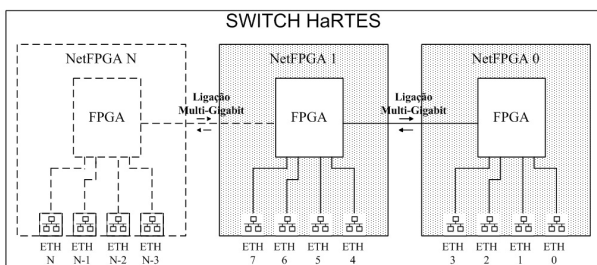 SWITCH HaRTES
NetFPGA N
FPGA
ETH N
ETH N-1
ETH N-2
ETH N-3
Ligação
Multi-Gigabit
NetFPGA 1
FPGA
ETH 7
ETH 6
ETH 5
ETH 4
Ligação
Multi-Gigabit
NetFPGA 0
FPGA
ETH 3
ETH 2
ETH 1
ETH 0